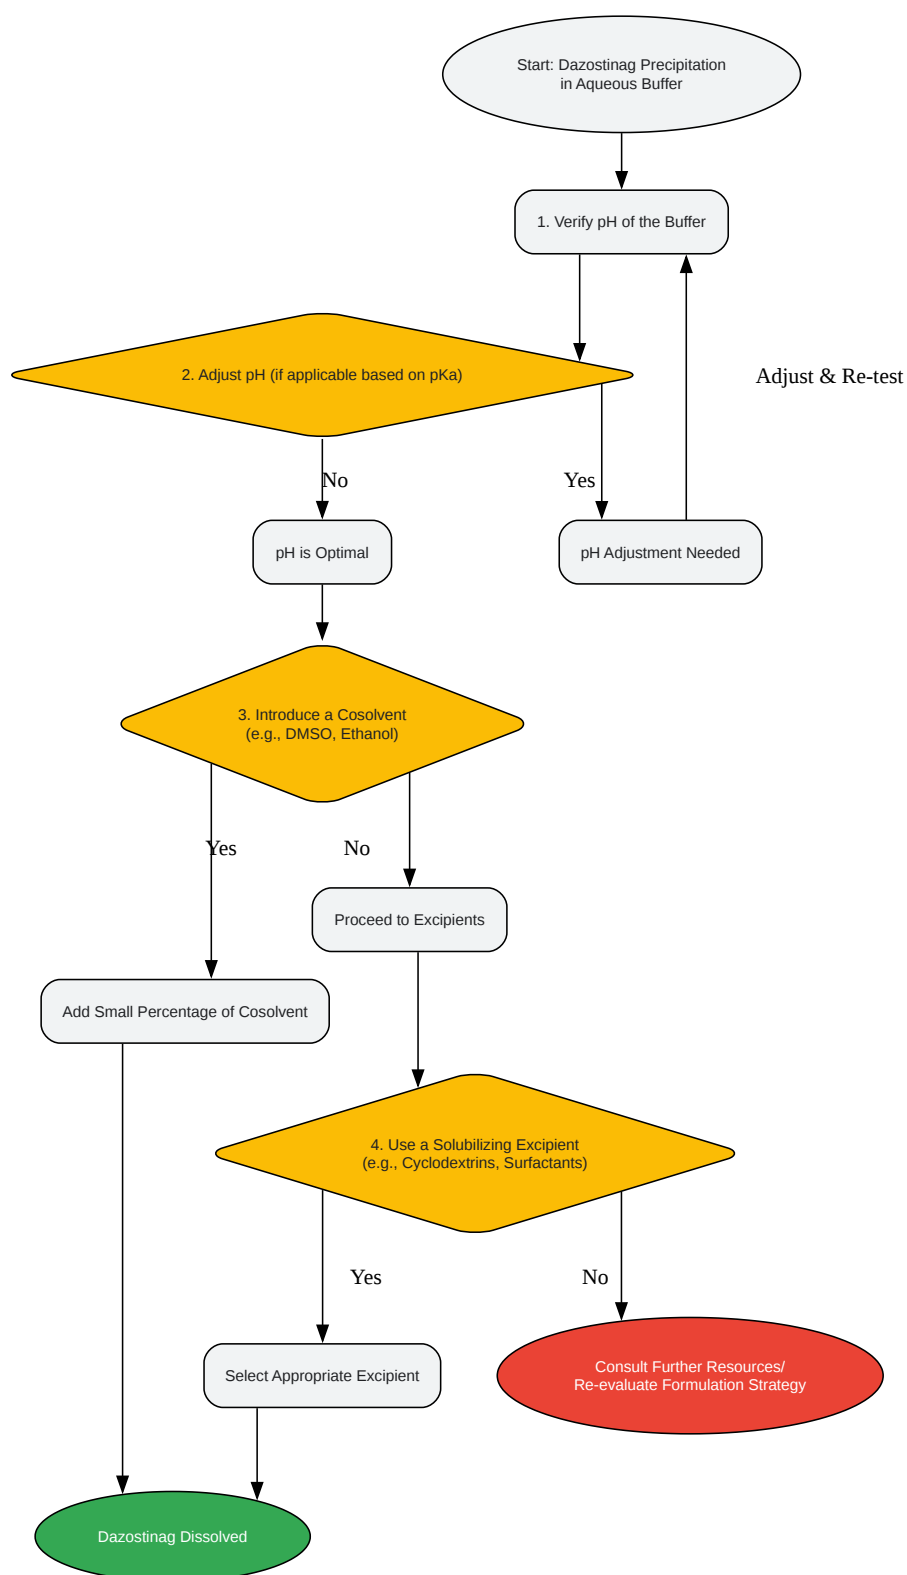 Start: Dazostinag Precipitation
in Aqueous Buffer
1. Verify pH of the Buffer
2. Adjust pH (if applicable based on pKa)
Adjust & Re-test
No
Yes
pH is Optimal
pH Adjustment Needed
3. Introduce a Cosolvent
(e.g., DMSO, Ethanol)
Yes
No
Proceed to Excipients
Add Small Percentage of Cosolvent
4. Use a Solubilizing Excipient
(e.g., Cyclodextrins, Surfactants)
Yes
No
Select Appropriate Excipient
Consult Further Resources/
Re-evaluate Formulation Strategy
Dazostinag Dissolved